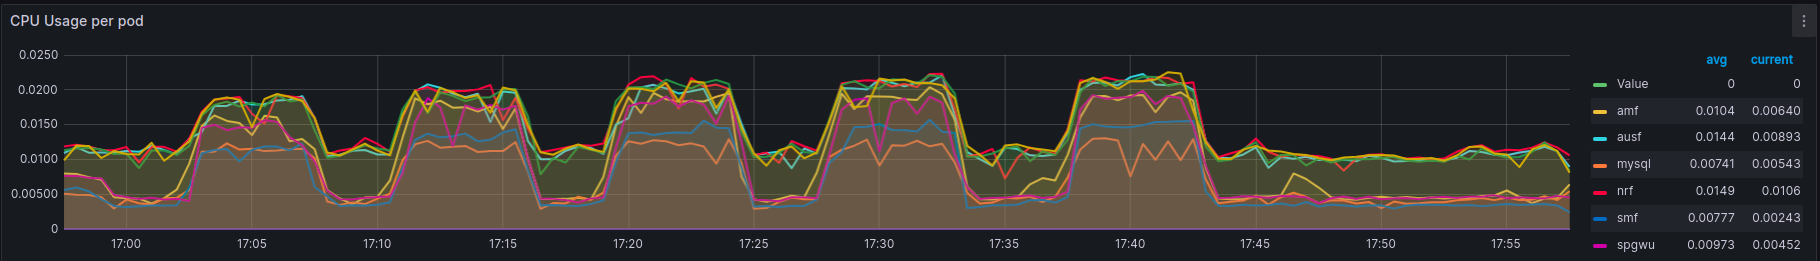 CPU Usage per pod
0.0250
0.0200
0.0150
0.0100
0.00500
0
17:00 17:05 17:10 17:15 17:20 17:25 17:30 17:35 17:40 17:45 17:50 17:55
avg current
Value 0 0
amf 0.0104 0.00640
ausf 0.0144 0.00893
mysql 0.00741 0.00543
nrf 0.0149 0.0106
smf 0.00777 0.00243
spgwu 0.00973 0.00452